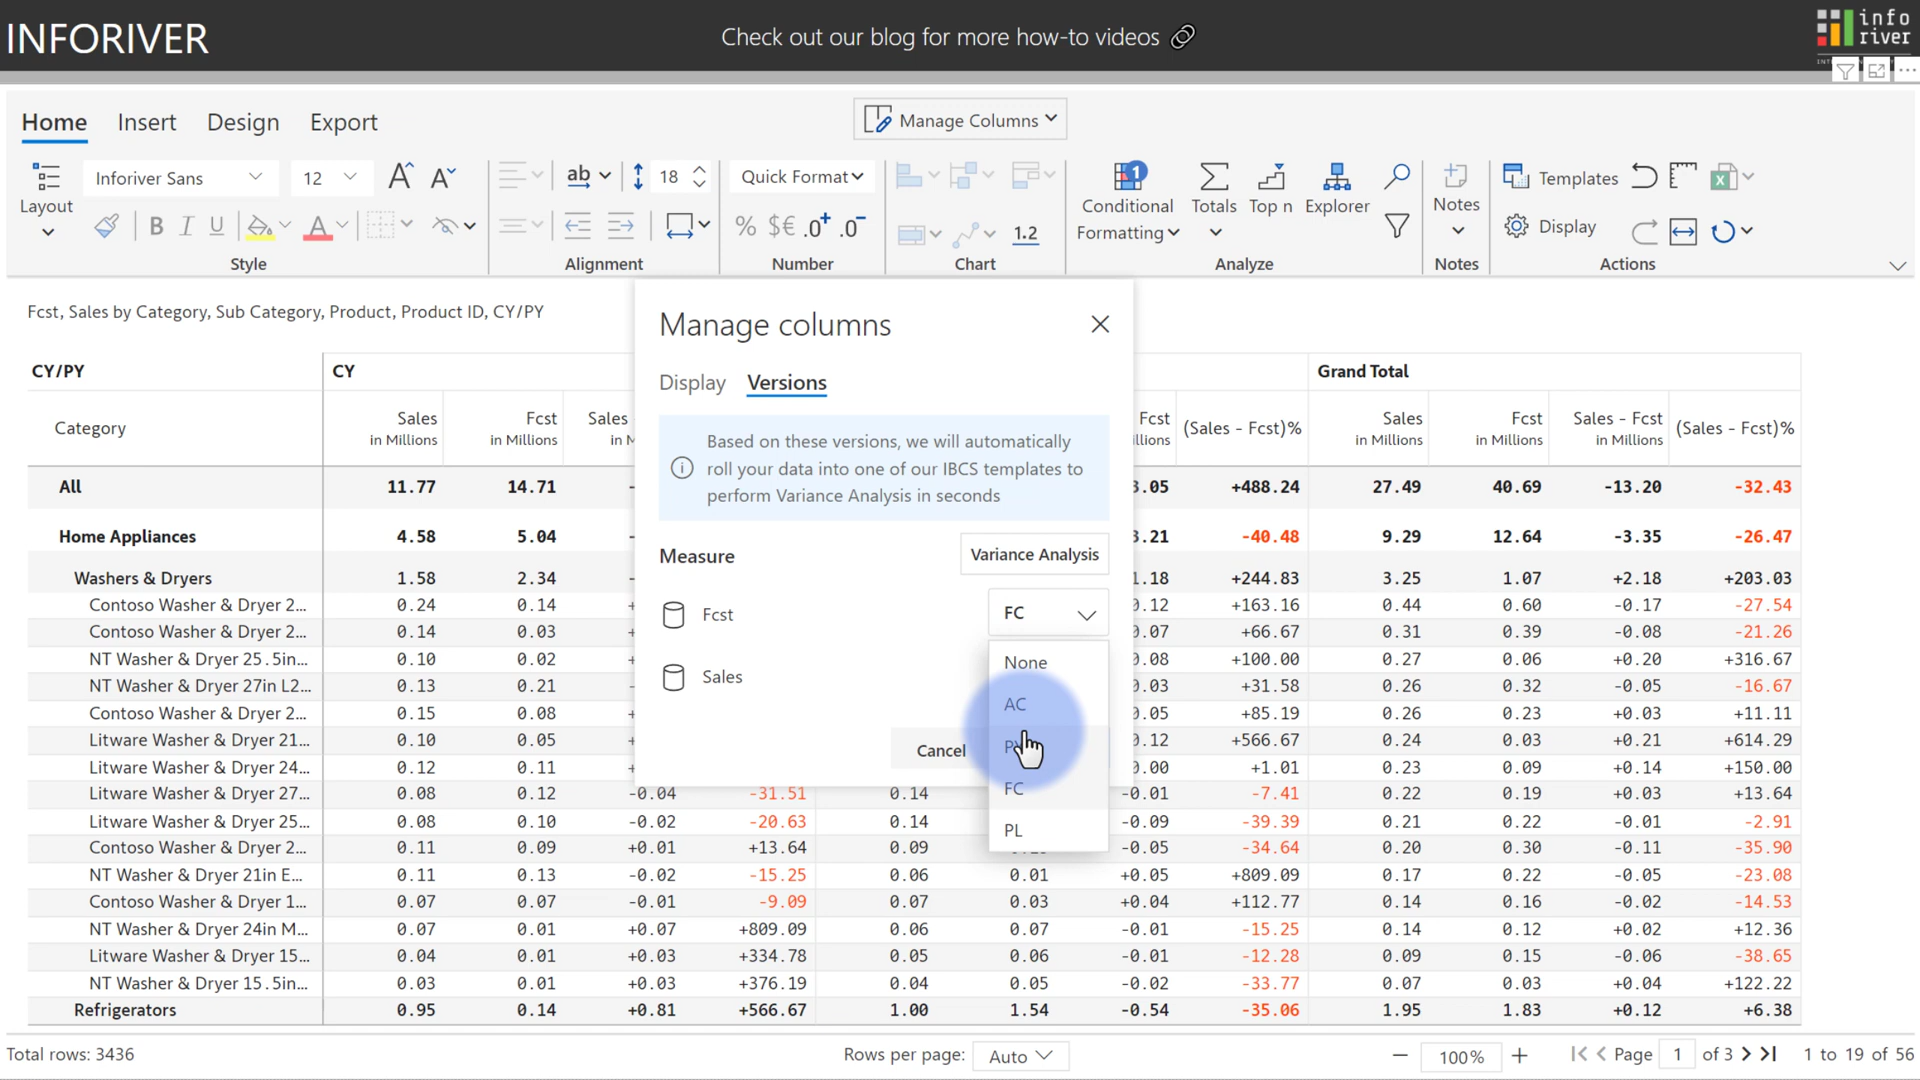 INFORIVER
Check out our blog for more how-to videos
info
river
Home Insert Design Export
Manage Columns
Layout
Inforiver Sans
12
B I U A
Style
ab
18
Alignment
Quick Format
% $€ .0 .0
Number
1.2
Chart
1
Conditional
Formatting
Totals
Top n
Explorer
Analyze
Notes
Notes
Templates
Display
Actions
Fcst, Sales by Category, Sub Category, Product, Product ID, CY/PY
Manage columns
Display Versions
Based on these versions, we will automatically
roll your data into one of our IBCS templates to
perform Variance Analysis in seconds
Measure
Variance Analysis
Fcst
FC
Sales
None
AC
FC
PL
Cancel
CY/PY CY Grand Total
Category
Sales
in Millions
Fcst
in Millions
Sales
Fcst
(Sales - Fcst)%
Sales
in Millions
Fcst
in Millions
Sales - Fcst
in Millions
(Sales - Fcst)%
All 11.77 14.71 +488.24 27.49 40.69 -13.20 -32.43
Home Appliances 4.58 5.04 -40.48 9.29 12.64 -3.35 -26.47
Washers & Dryers 1.58 2.34 +244.83 3.25 1.07 +2.18 +203.03
Contoso Washer & Dryer 2... 0.24 0.14 +163.16 0.44 0.60 -0.17 -27.54
Contoso Washer & Dryer 2... 0.14 0.03 +66.67 0.31 0.39 -0.08 -21.26
NT Washer & Dryer 25.5in... 0.10 0.02 +100.00 0.27 0.06 +0.20 +316.67
NT Washer & Dryer 27in L2... 0.13 0.21 +31.58 0.26 0.32 -0.05 -16.67
Contoso Washer & Dryer 2... 0.15 0.08 +85.19 0.26 0.23 +0.03 +11.11
Litware Washer & Dryer 21... 0.10 0.05 +566.67 0.24 0.03 +0.21 +614.29
Litware Washer & Dryer 24... 0.12 0.11 +1.01 0.23 0.09 +0.14 +150.00
Litware Washer & Dryer 27... 0.08 0.12 -0.04 -31.51 0.14 -0.01 -7.41 0.22 0.19 +0.03 +13.64
Litware Washer & Dryer 25... 0.08 0.10 -0.02 -20.63 0.14 -0.09 -39.39 0.21 0.22 -0.01 -2.91
Contoso Washer & Dryer 2... 0.11 0.09 +0.01 +13.64 0.09 -0.05 -34.64 0.20 0.30 -0.11 -35.90
NT Washer & Dryer 21in E... 0.11 0.13 -0.02 -15.25 0.06 0.01 +0.05 +809.09 0.17 0.22 -0.05 -23.08
Contoso Washer & Dryer 1... 0.07 0.07 -0.01 -9.09 0.07 0.03 +0.04 +112.77 0.14 0.16 -0.02 -14.53
NT Washer & Dryer 24in M... 0.07 0.01 +0.07 +809.09 0.06 0.07 -0.01 -15.25 0.14 0.12 +0.02 +12.36
Litware Washer & Dryer 15... 0.04 0.01 +0.03 +334.78 0.05 0.06 -0.01 -12.28 0.09 0.15 -0.06 -38.65
NT Washer & Dryer 15.5in... 0.03 0.01 +0.03 +376.19 0.04 0.05 -0.02 -33.77 0.07 0.03 +0.04 +122.22
Refrigerators 0.95 0.14 +0.81 +566.67 1.00 1.54 -0.54 -35.06 1.95 1.83 +0.12 +6.38
Total rows: 3436 Rows per page: Auto 100% Page 1 of 3 1 to 19 of 56